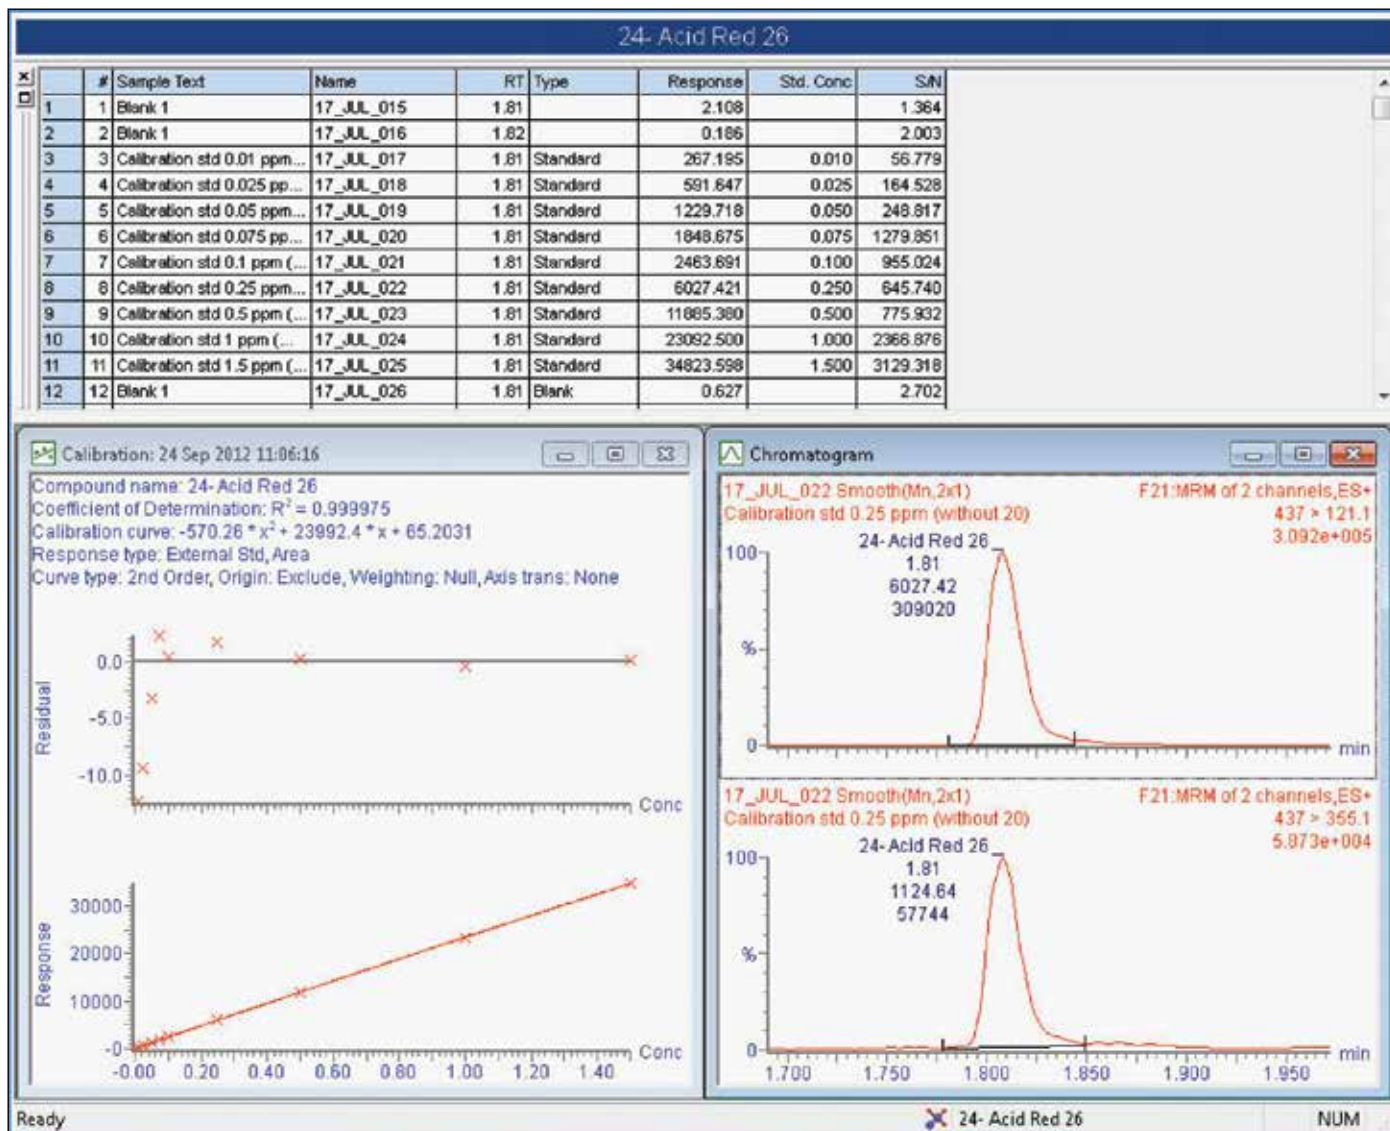 24- Acid Red 26
# Sample Text Name RT Type Response Std. Conc S/N
1 1 Blank 1 17_JUL_015 1.81 2.108 1.364
2 2 Blank 1 17_JUL_016 1.82 0.186 2.003
3 3 Calibration std 0.01 ppm... 17_JUL_017 1.81 Standard 267.195 0.010 56.779
4 4 Calibration std 0.025 pp... 17_JUL_018 1.81 Standard 591.647 0.025 164.528
5 5 Calibration std 0.05 ppm... 17_JUL_019 1.81 Standard 1229.718 0.050 248.817
6 6 Calibration std 0.075 pp... 17_JUL_020 1.81 Standard 1848.675 0.075 1279.851
7 7 Calibration std 0.1 ppm (... 17_JUL_021 1.81 Standard 2463.691 0.100 955.024
8 8 Calibration std 0.25 ppm... 17_JUL_022 1.81 Standard 6027.421 0.250 645.740
9 9 Calibration std 0.5 ppm (... 17_JUL_023 1.81 Standard 11885.380 0.500 775.932
10 10 Calibration std 1 ppm (... 17_JUL_024 1.81 Standard 23092.500 1.000 2366.876
11 11 Calibration std 1.5 ppm (... 17_JUL_025 1.81 Standard 34823.598 1.500 3129.318
12 12 Blank 1 17_JUL_026 1.81 Blank 0.627 2.702
Calibration: 24 Sep 2012 11:06:16
Compound name: 24- Acid Red 26
Coefficient of Determination: R² = 0.999975
Calibration curve: -570.26 * x² + 23992.4 * x + 65.2031
Response type: External Std, Area
Curve type: 2nd Order, Origin: Exclude, Weighting: Null, Axis trans: None
Residual
0.0
-5.0
-10.0
Conc
Response
30000
20000
10000
-0
Conc
-0.00 0.20 0.40 0.60 0.80 1.00 1.20 1.40
Chromatogram
17_JUL_022 Smooth(Mn,2x1) F21:MRM of 2 channels,ES+
Calibration std 0.25 ppm (without 20) 437 > 121.1
3.092e+005
24- Acid Red 26
1.81
6027.42
309020
100
%
0
min
17_JUL_022 Smooth(Mn,2x1) F21:MRM of 2 channels,ES+
Calibration std 0.25 ppm (without 20) 437 > 355.1
5.873e+004
24- Acid Red 26
1.81
1124.64
57744
100
%
0
min
1.700 1.750 1.800 1.850 1.900 1.950
Ready 24- Acid Red 26 NUM